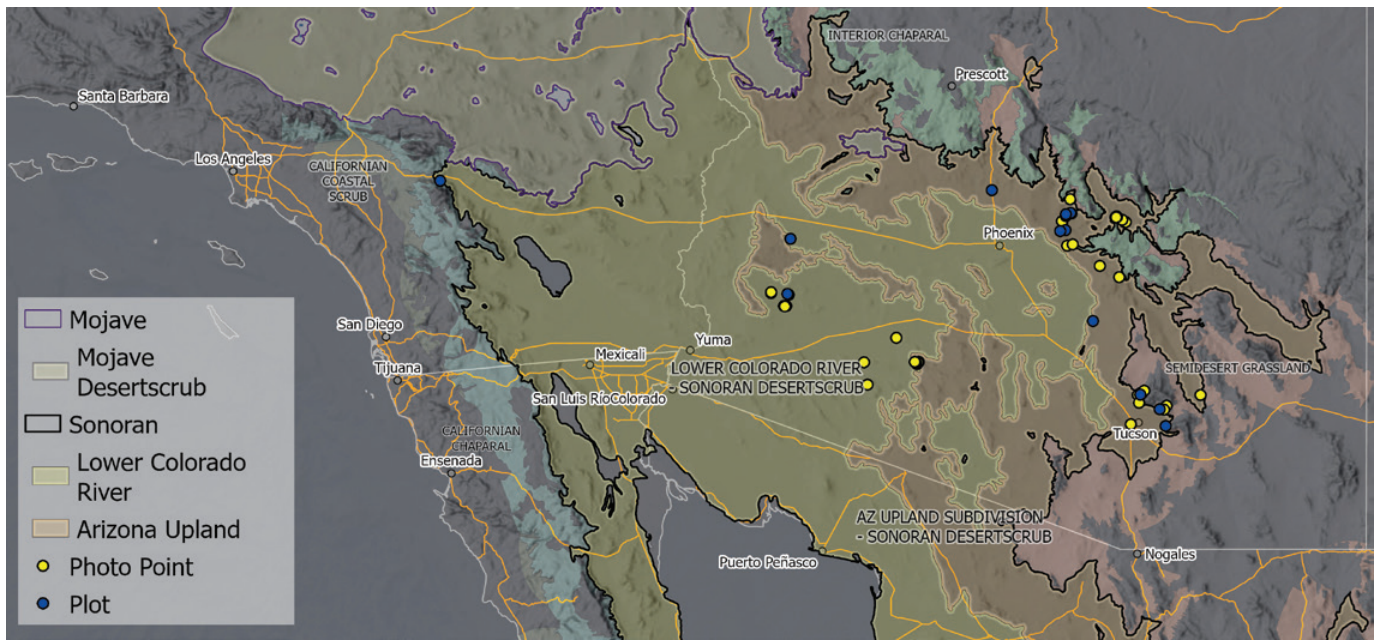 INTERIOR CHAPARAL
Prescott
Santa Barbara
Los Angeles
CALIFORNIAN
COASTAL
SCRUB
Phoenix
San Diego
Tijuana
Mexicali
Yuma
LOWER COLORADO RIVER
- SONORAN DESERTSCRUB
SEMIDESERT GRASSLAND
San Luis RíoColorado
CALIFORNIAN
CHAPARAL
Ensenada
Tucson
AZ UPLAND SUBDIVISION
- SONORAN DESERTSCRUB
Puerto Peñasco
Nogales
Mojave
Mojave
Desertscrub
Sonoran
Lower Colorado
River
Arizona Upland
Photo Point
Plot